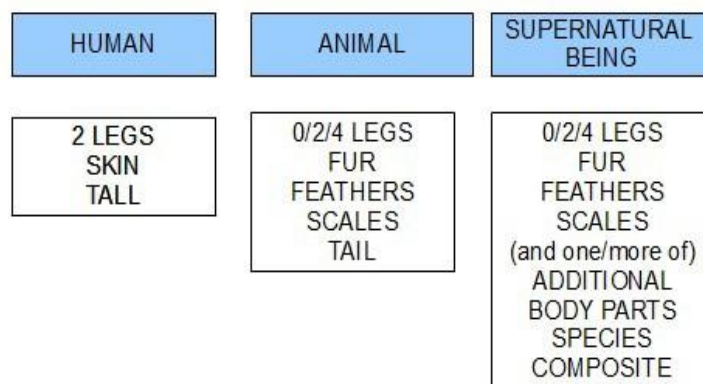 HUMAN
ANIMAL
SUPERNATURAL
BEING
2 LEGS
SKIN
TALL
0/2/4 LEGS
FUR
FEATHERS
SCALES
TAIL
0/2/4 LEGS
FUR
FEATHERS
SCALES
(and one/more of)
ADDITIONAL
BODY PARTS
SPECIES
COMPOSITE